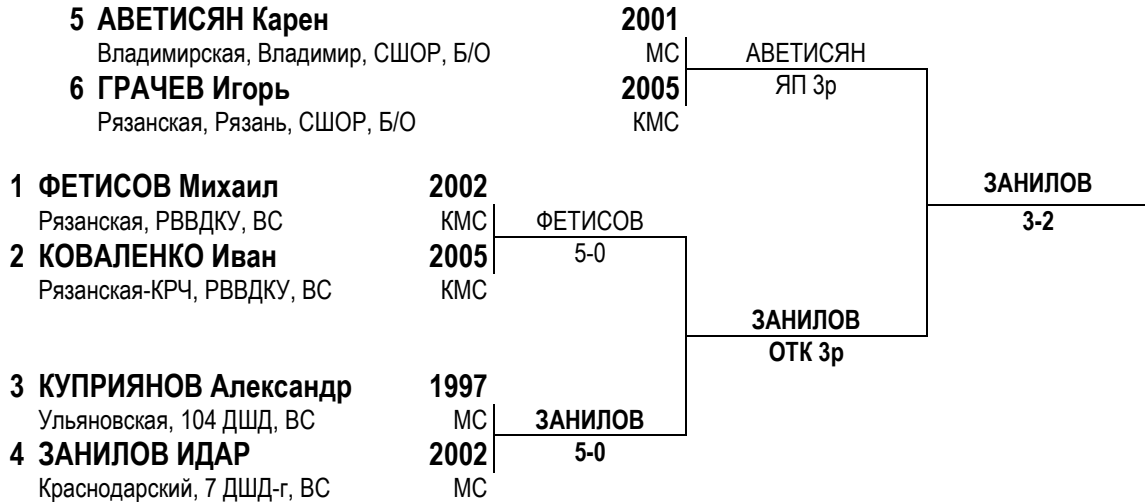 5 АВЕТИСЯН Карен 2001
Владимирская, Владимир, СШОР, Б/О МС АВЕТИСЯН
6 ГРАЧЕВ Игорь 2005 ЯП 3р
Рязанская, Рязань, СШОР, Б/О КМС
1 ФЕТИСОВ Михаил 2002 ЗАНИЛОВ
Рязанская, РВВДКУ, ВС КМС ФЕТИСОВ 3-2
2 КОВАЛЕНКО Иван 2005 5-0
Рязанская-КРЧ, РВВДКУ, ВС КМС
ЗАНИЛОВ
ОТК 3р
3 КУПРИЯНОВ Александр 1997
Ульяновская, 104 ДШД, ВС МС ЗАНИЛОВ
4 ЗАНИЛОВ ИДАР 2002 5-0
Краснодарский, 7 ДШД-г, ВС МС